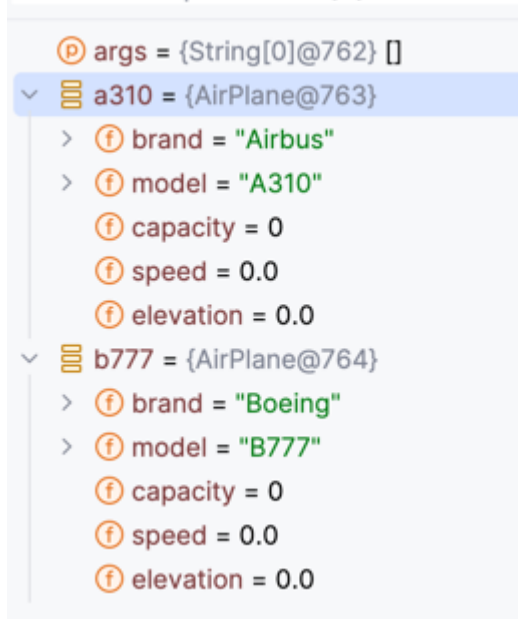 args = {String[0]@762} []
a310 = {AirPlane@763}
brand = "Airbus"
model = "A310"
capacity = 0
speed = 0.0
elevation = 0.0
b777 = {AirPlane@764}
brand = "Boeing"
model = "B777"
capacity = 0
speed = 0.0
elevation = 0.0